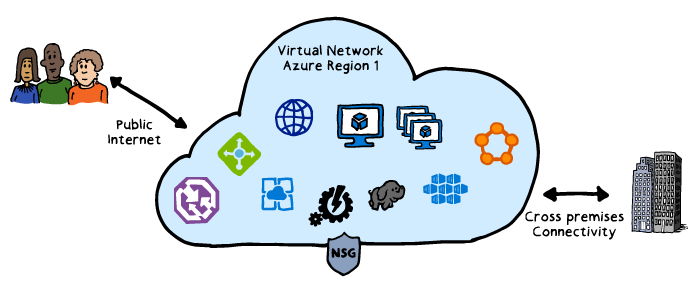 Virtual Network
Azure Region 1
Public
Internet
Cross premises
Connectivity
NSG